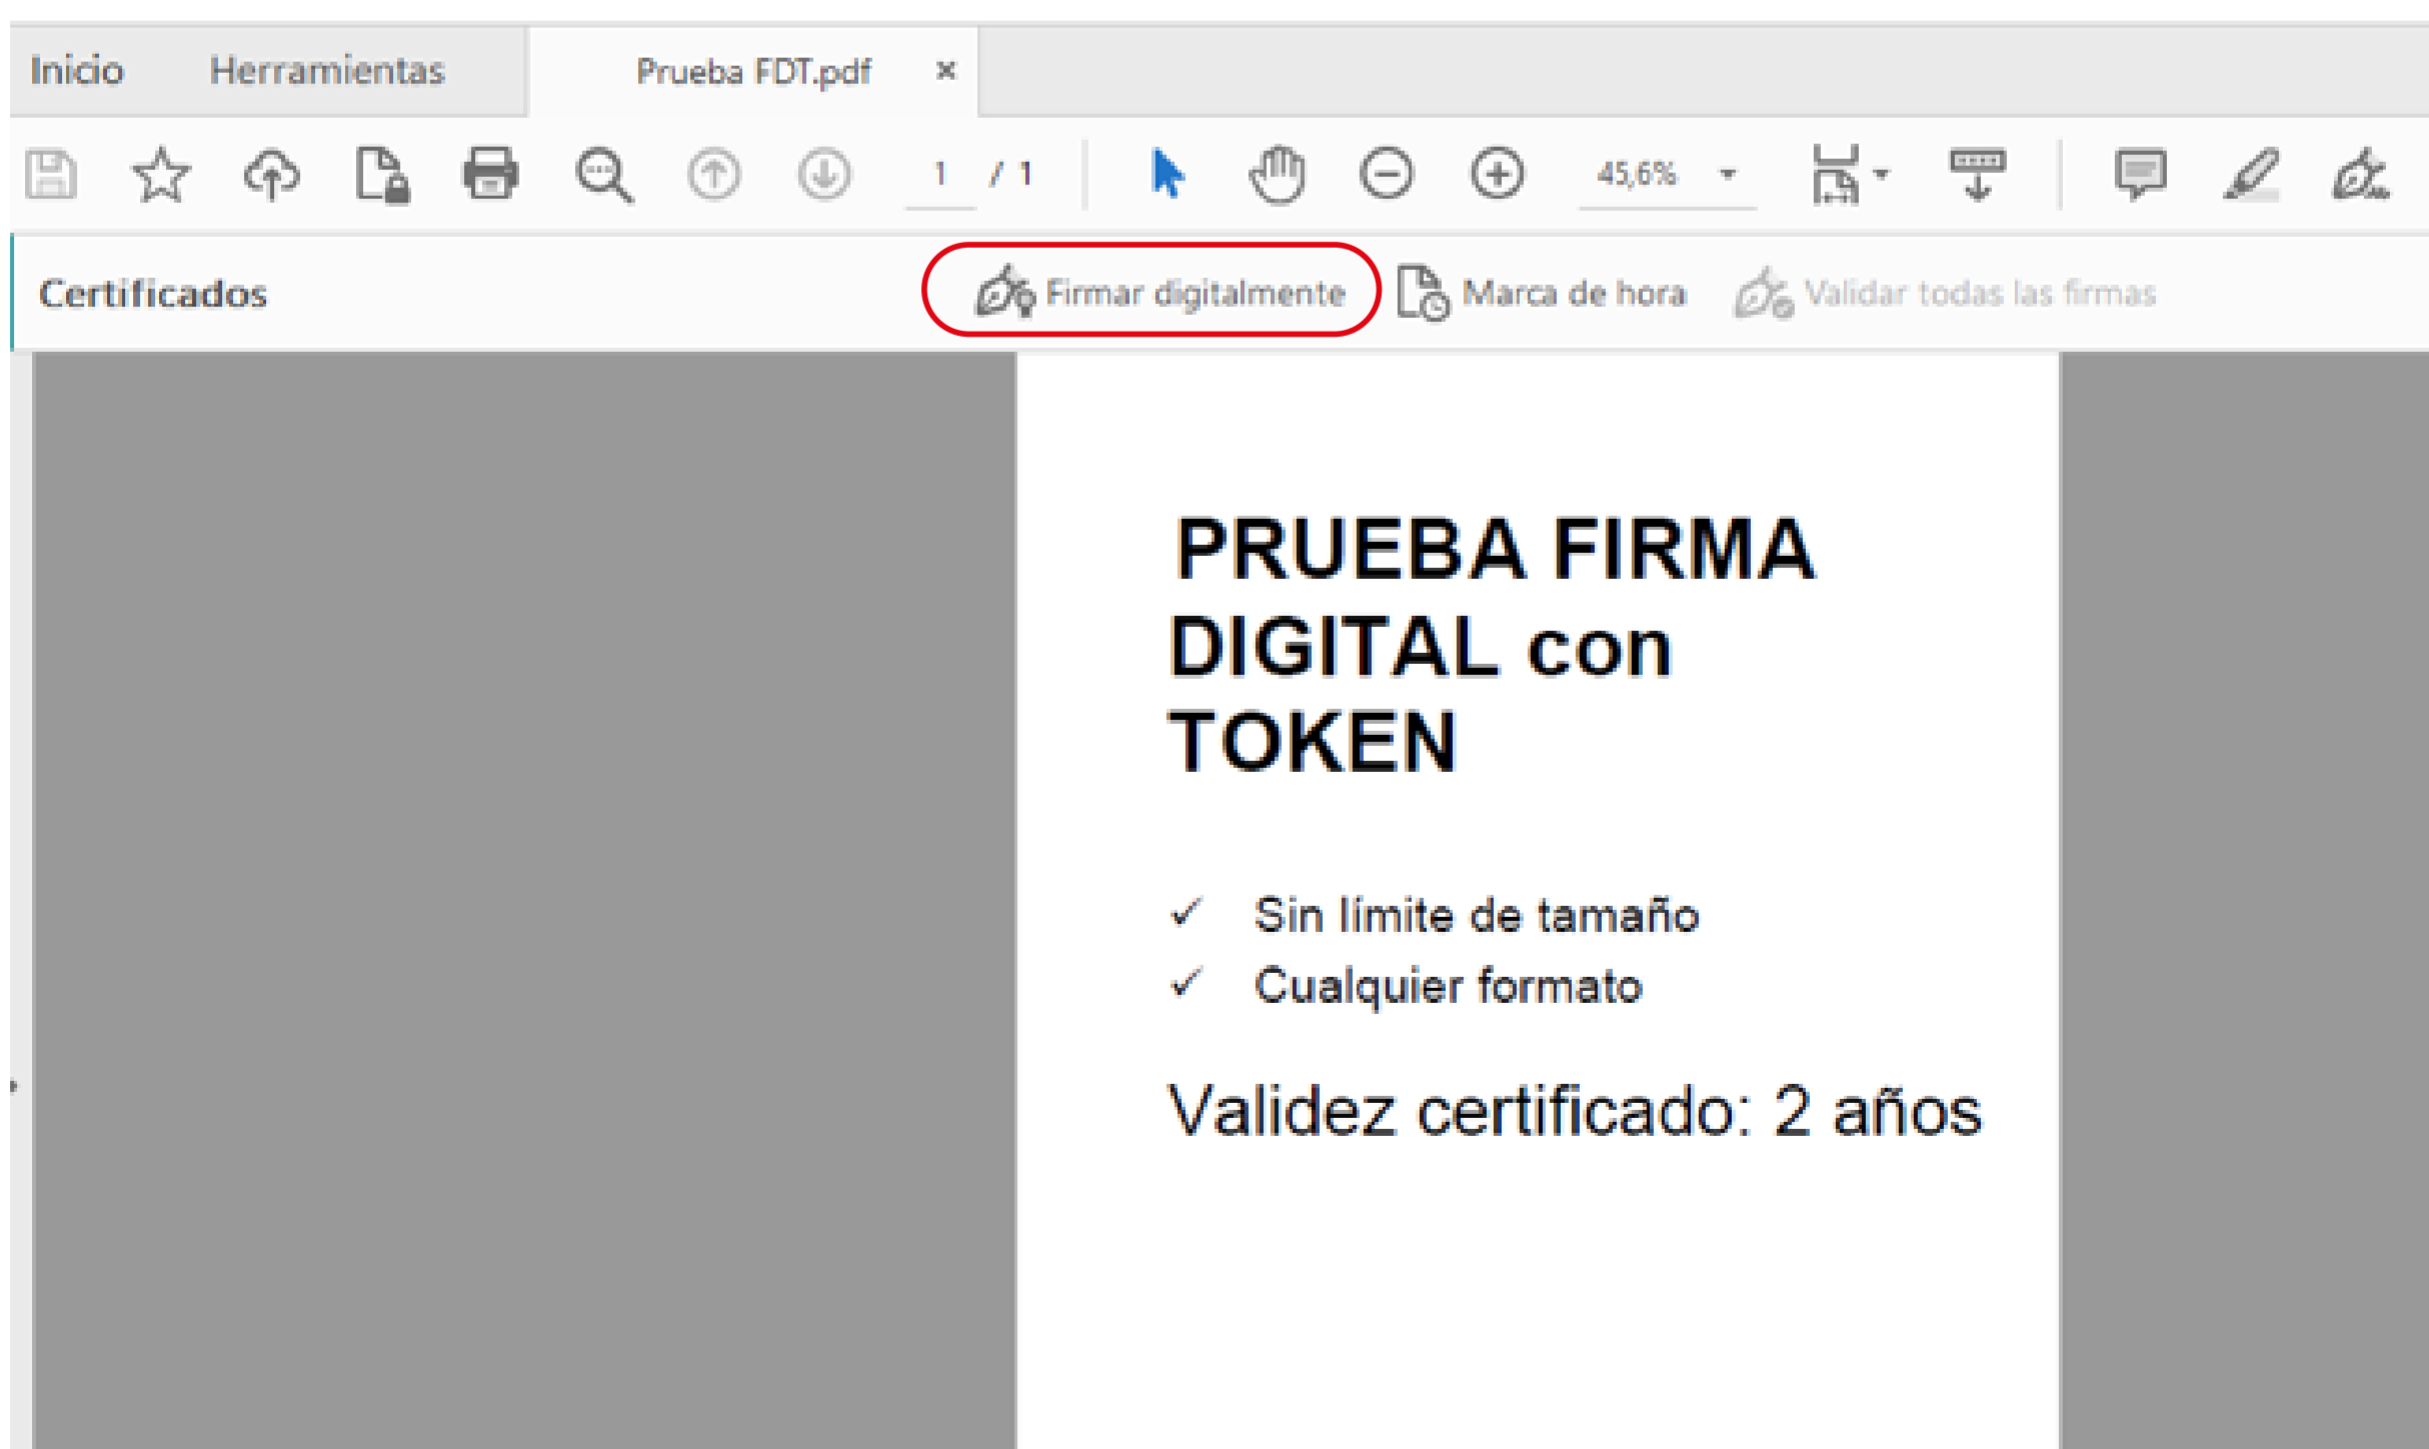 Inicio Herramientas Prueba FDT.pdf ×
1 / 1 45,6%
Certificados Firmar digitalmente Marca de hora Validar todas las firmas
PRUEBA FIRMA
DIGITAL con
TOKEN
✓ Sin límite de tamaño
✓ Cualquier formato
Validez certificado: 2 años